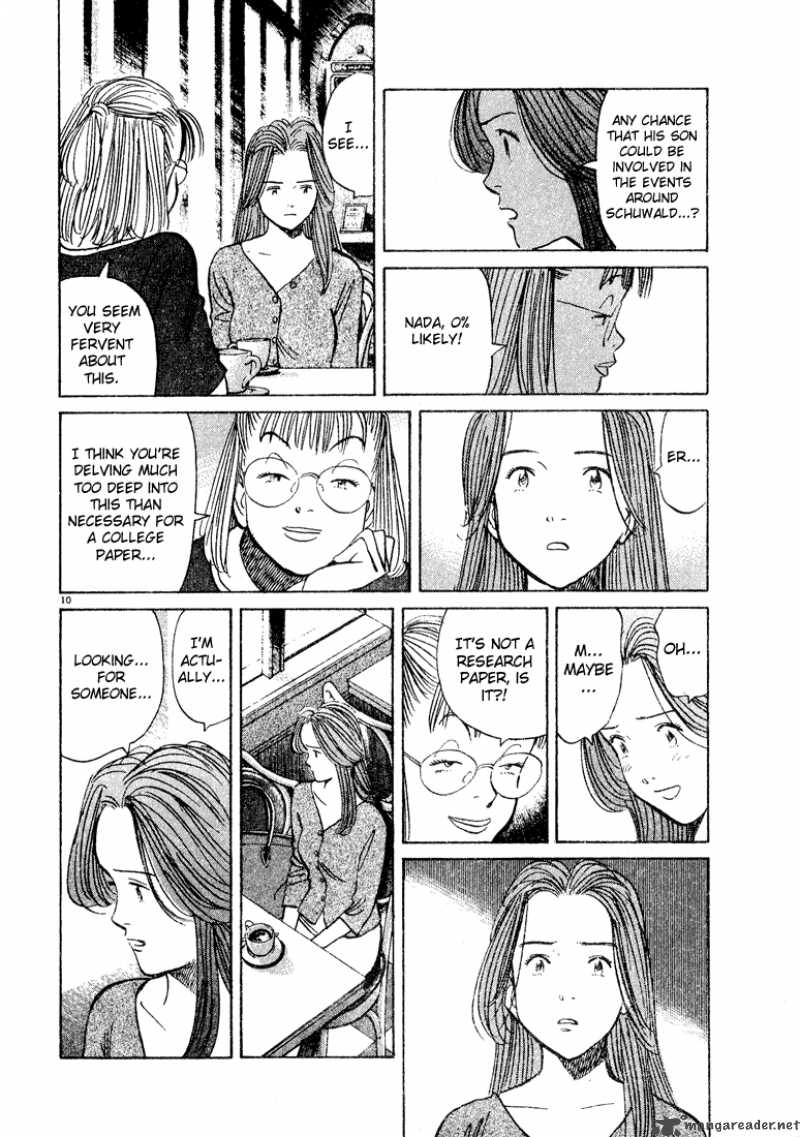 ANY CHANCE
THAT HIS SON
COULD BE
INVOLVED IN
THE EVENTS
AROUND
SCHUWALD...?
NADA, 0%
LIKELY!
I
SEE...
YOU SEEM
VERY
FERVENT
ABOUT
THIS.
ER...
I THINK YOU'RE
DELVING MUCH
TOO DEEP INTO
THIS THAN
NECESSARY FOR
A COLLEGE
PAPER...
10
OH...
M...
MAYBE
...
IT'S NOT A
RESEARCH
PAPER, IS
IT?!
I'M
ACTU-
ALLY...
LOOKING...
FOR
SOMEONE...
mangareader.net